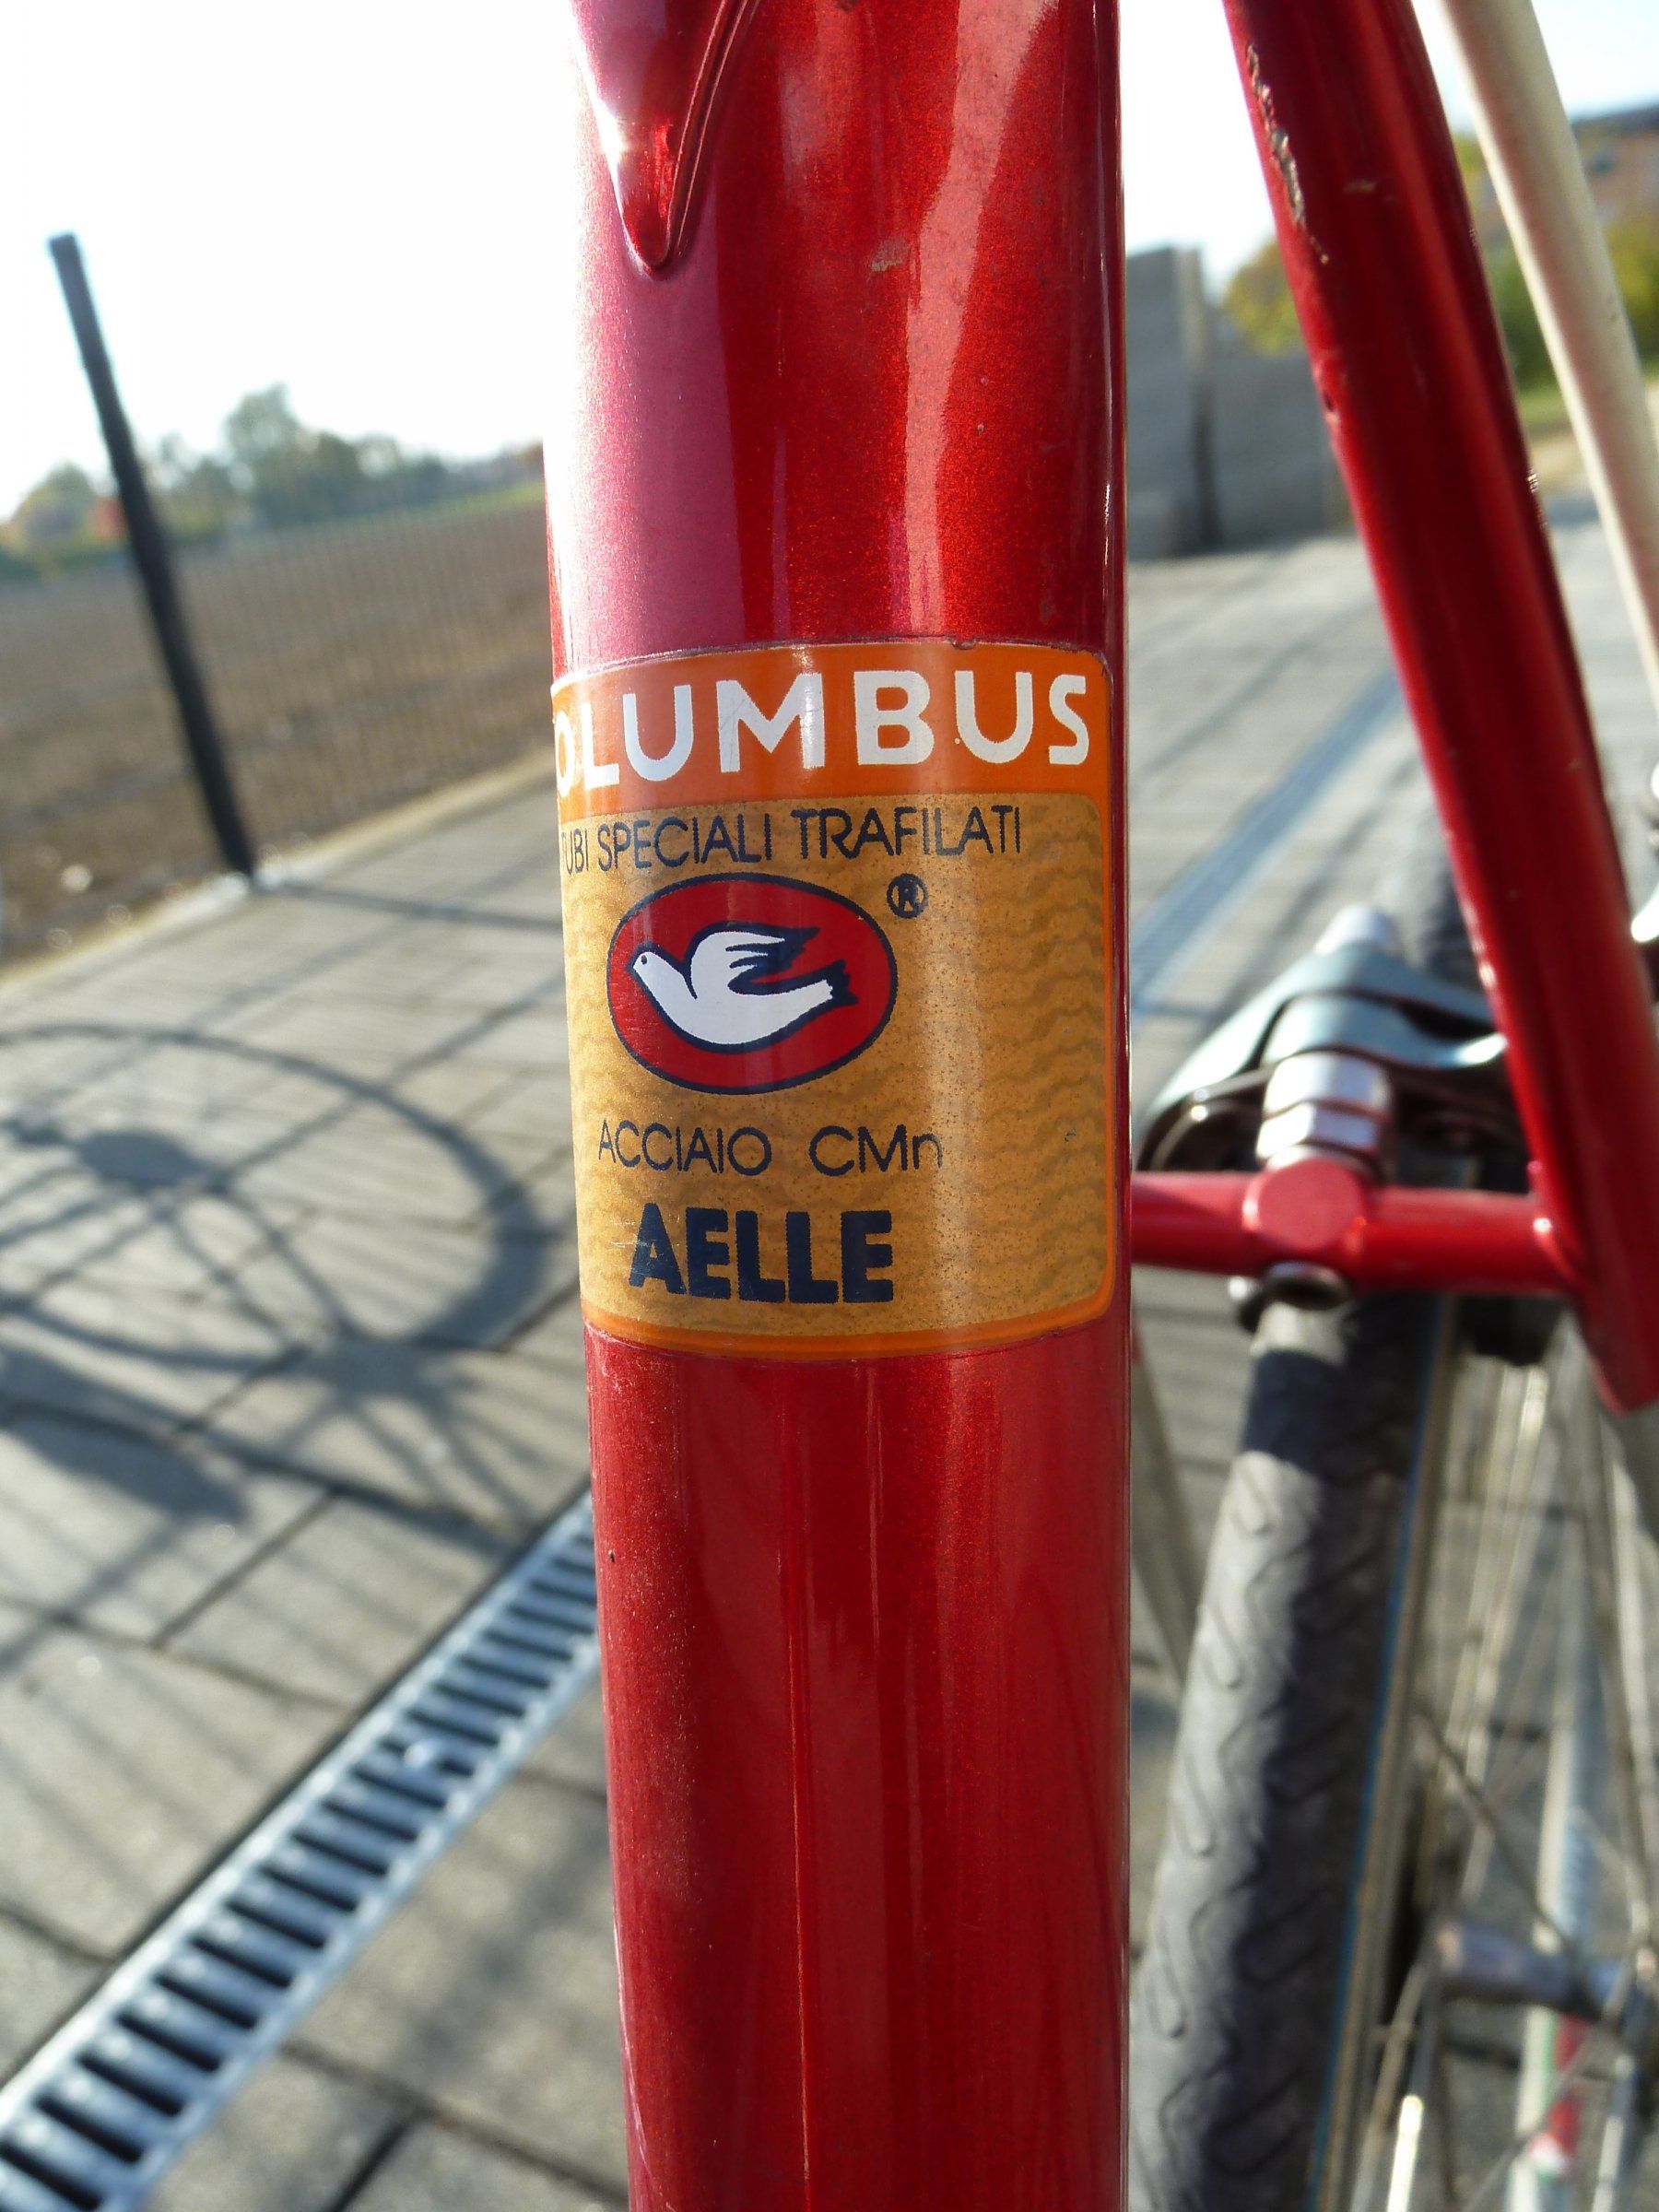 OLUMBUS
TUBI SPECIALI TRAFILATI
®
ACCIAIO CMn
AELLE